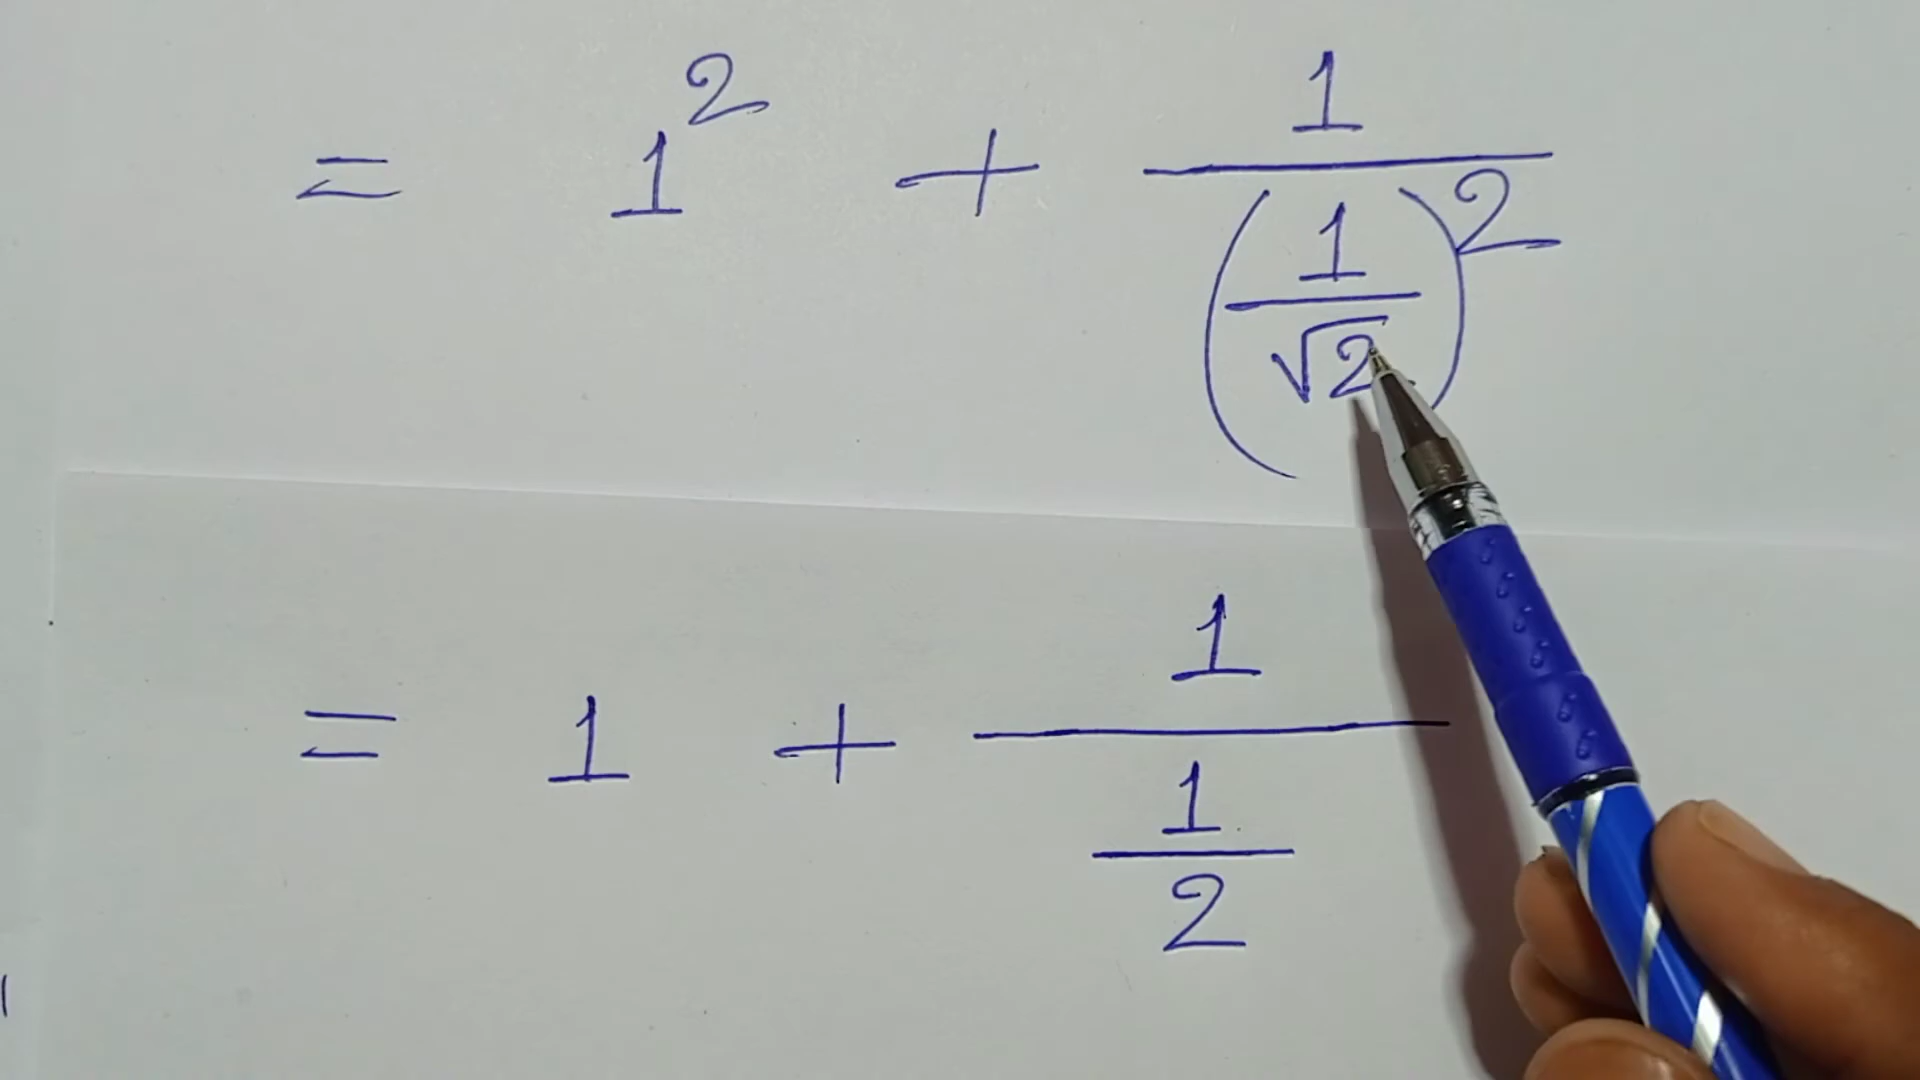 = 1² + 1/(1/√2)²
= 1 + 1/(1/2)